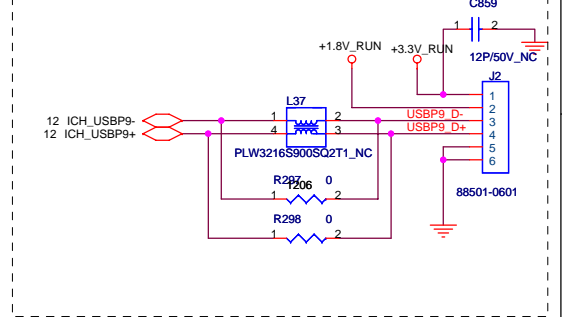 C859
1 2
+1.8V_RUN +3.3V_RUN
12P/50V_NC
J2
L37
1
2
12 ICH_USBP9- 1 2 USBP9_D- 3
12 ICH_USBP9+ 4 3 USBP9_D+ 4
5
PLW3216S900SQ2T1_NC
6
R297 0
T206
1 2
88501-0601
R298 0
1 2